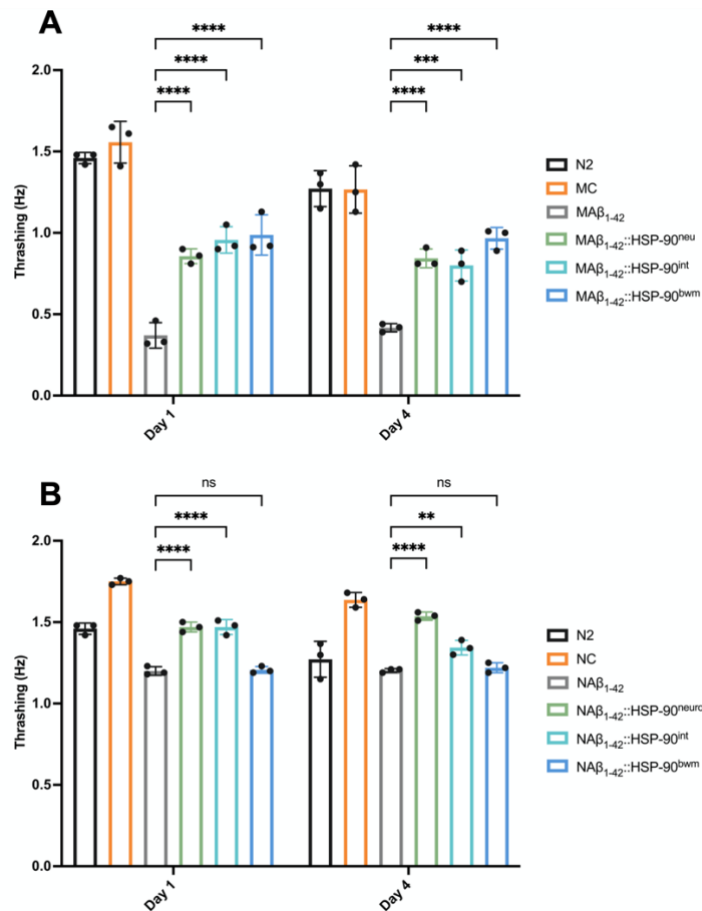 A
****
****
****
****
***
****
2.0
1.5
1.0
0.5
0.0
Thrashing (Hz)
Day 1
Day 4
N2
MC
MAβ₁₋₄₂
MAβ₁₋₄₂::HSP-90ⁿᵉᵘ
MAβ₁₋₄₂::HSP-90ⁱⁿᵗ
MAβ₁₋₄₂::HSP-90ᵇʷᵐ
B
ns
ns
****
**
****
****
2.0
1.5
1.0
0.5
0.0
Thrashing (Hz)
Day 1
Day 4
N2
NC
NAβ₁₋₄₂
NAβ₁₋₄₂::HSP-90ⁿᵉᵘʳᵒ
NAβ₁₋₄₂::HSP-90ⁱⁿᵗ
NAβ₁₋₄₂::HSP-90ᵇʷᵐ